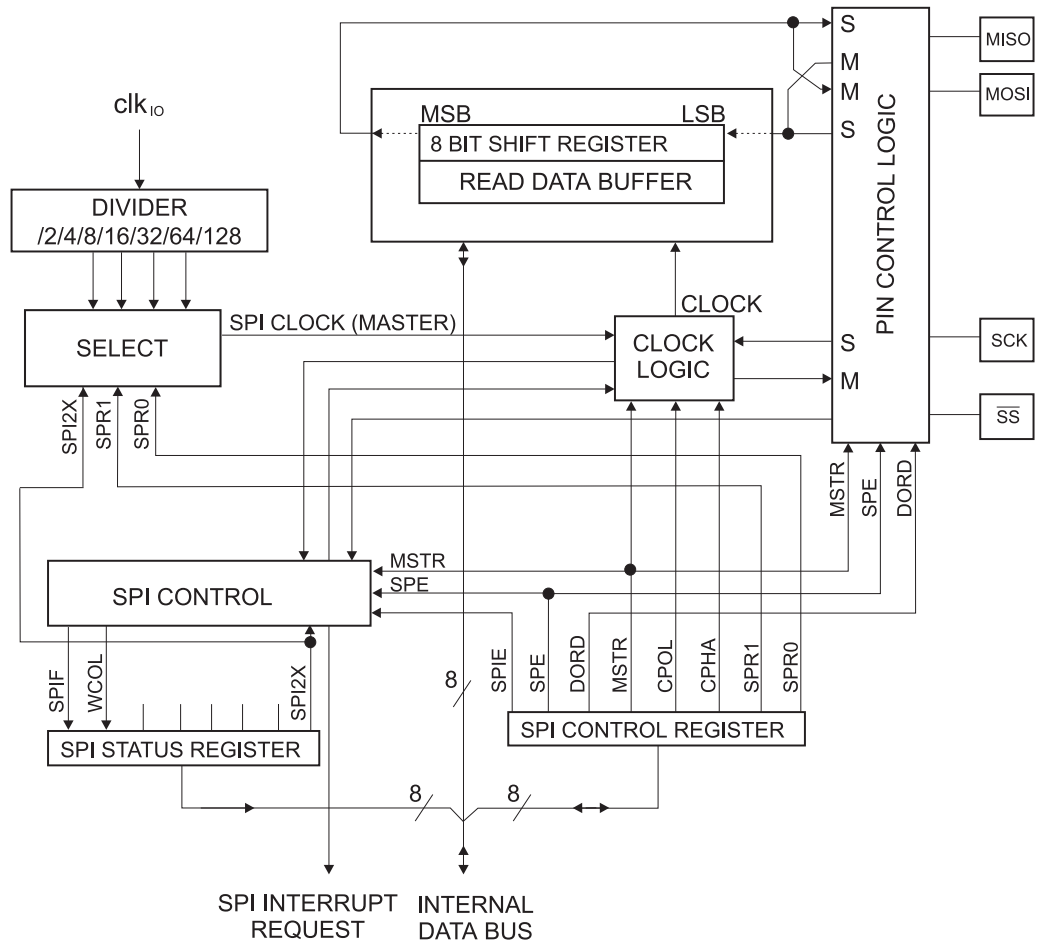 S
MISO
M
M
MOSI
clk IO
MSB
LSB
S
8 BIT SHIFT REGISTER
READ DATA BUFFER
PIN CONTROL LOGIC
DIVIDER
/2/4/8/16/32/64/128
CLOCK
SPI CLOCK (MASTER)
SELECT
CLOCK
LOGIC
S
SCK
M
SPI2X
SPR1
SPR0
SS
MSTR
SPE
DORD
MSTR
SPE
SPI CONTROL
SPIF
WCOL
SPI2X
8
SPIE
SPE
DORD
MSTR
CPOL
CPHA
SPR1
SPR0
SPI STATUS REGISTER
SPI CONTROL REGISTER
8
8
SPI INTERRUPT
REQUEST
INTERNAL
DATA BUS